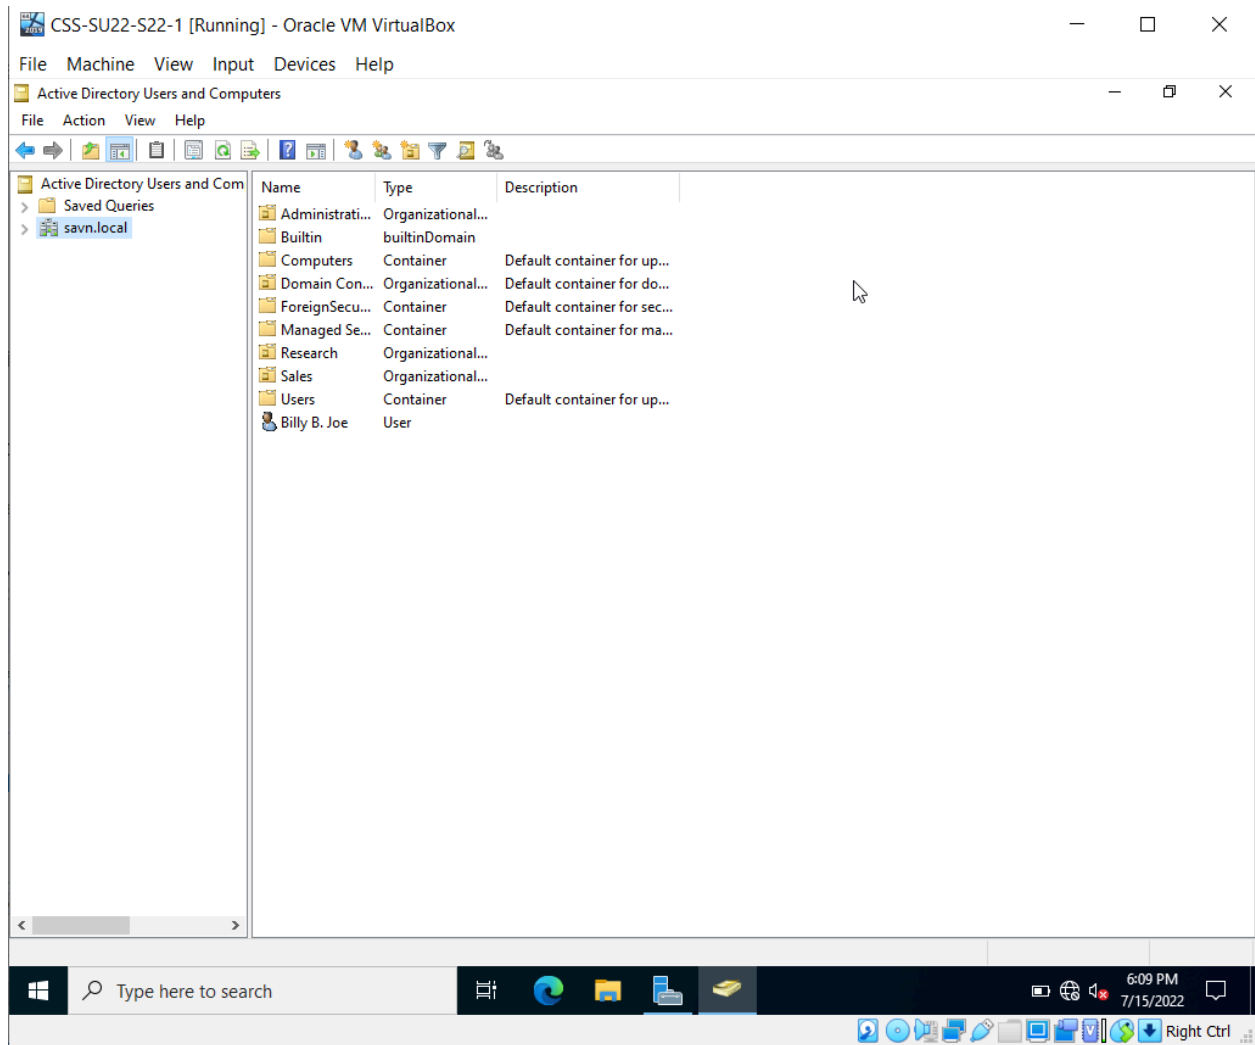 CSS-SU22-S22-1 [Running] - Oracle VM VirtualBox
File Machine View Input Devices Help
Active Directory Users and Computers
File Action View Help
Active Directory Users and Com
Saved Queries
savn.local
Name Type Description
Administrati... Organizational...
Builtin builtinDomain
Computers Container Default container for up...
Domain Con... Organizational... Default container for do...
ForeignSecu... Container Default container for sec...
Managed Se... Container Default container for ma...
Research Organizational...
Sales Organizational...
Users Container Default container for up...
Billy B. Joe User
Type here to search
6:09 PM
7/15/2022
Right Ctrl